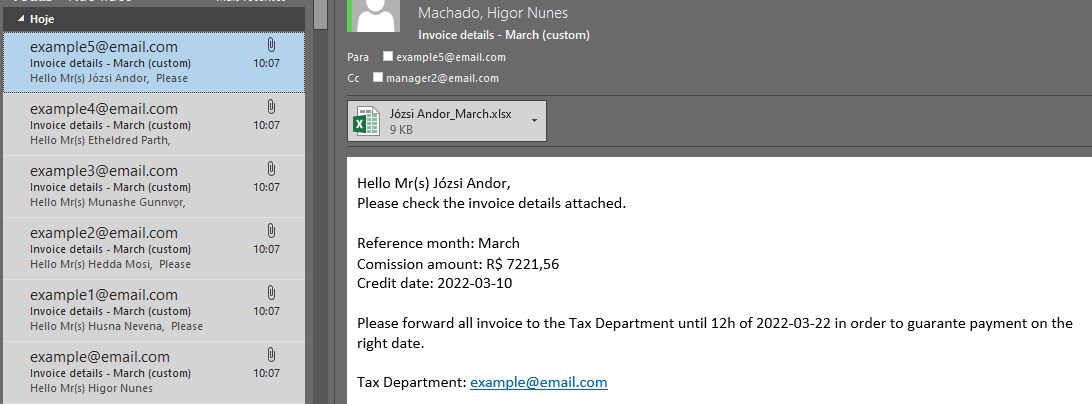 Hoje
example5@email.com
Invoice details - March (custom) 10:07
Hello Mr(s) Józsi Andor, Please
example4@email.com
Invoice details - March (custom) 10:07
Hello Mr(s) Etheldred Parth,
example3@email.com
Invoice details - March (custom) 10:07
Hello Mr(s) Munashe Gunnvǫr,
example2@email.com
Invoice details - March (custom) 10:07
Hello Mr(s) Hedda Mosi, Please
example1@email.com
Invoice details - March (custom) 10:07
Hello Mr(s) Husna Nevena, Please
example@email.com
Invoice details - March (custom) 10:07
Hello Mr(s) Higor Nunes
Machado, Higor Nunes
Invoice details - March (custom)
Para example5@email.com
Cc manager2@email.com
Józsi Andor_March.xlsx
9 KB
Hello Mr(s) Józsi Andor,
Please check the invoice details attached.
Reference month: March
Comission amount: R$ 7221,56
Credit date: 2022-03-10
Please forward all invoice to the Tax Department until 12h of 2022-03-22 in order to guarante payment on the
right date.
Tax Department: example@email.com